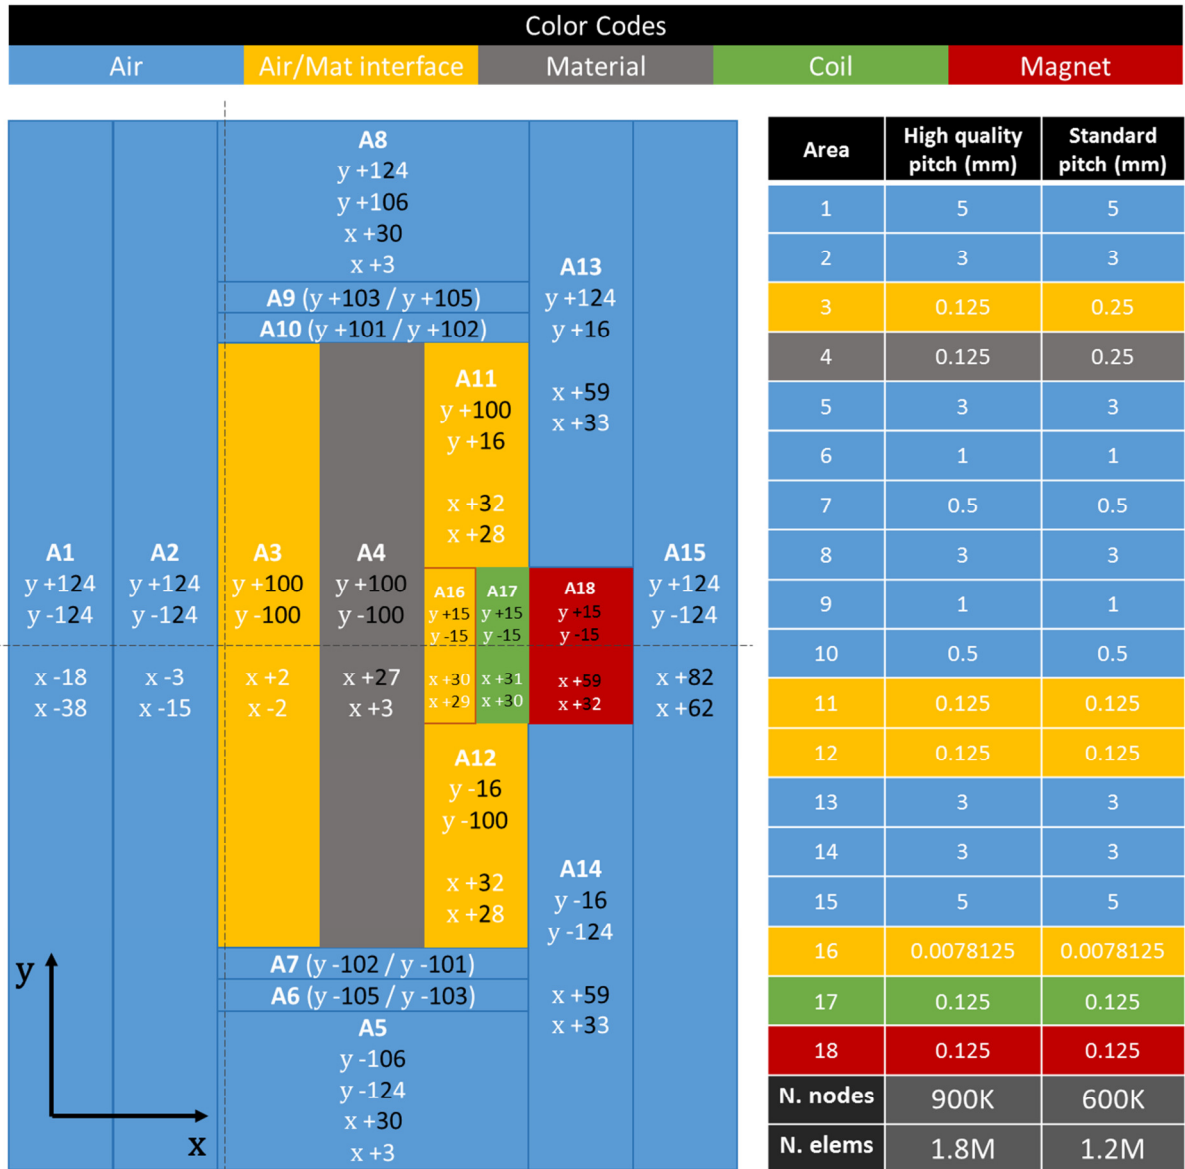 Color Codes
Air Air/Mat interface Material Coil Magnet
A8
y +124
y +106
x +30
x +3
A9 (y +103 / y +105)
A10 (y +101 / y +102)
A13
y +124
y +16
x +59
x +33
A11
y +100
y +16
x +32
x +28
A1
y +124
y -124
x -18
x -38
A2
y +124
y -124
x -3
x -15
A3
y +100
y -100
x +2
x -2
A4
y +100
y -100
x +27
x +3
A16
y +15
y -15
x +30
x +29
A17
y +15
y -15
x +31
x +30
A18
y +15
y -15
x +59
x +32
A15
y +124
y -124
x +82
x +62
A12
y -16
y -100
x +32
x +28
A14
y -16
y -124
x +59
x +33
A7 (y -102 / y -101)
A6 (y -105 / y -103)
A5
y -106
y -124
x +30
x +3
y
x
Area High quality pitch (mm) Standard pitch (mm)
1 5 5
2 3 3
3 0.125 0.25
4 0.125 0.25
5 3 3
6 1 1
7 0.5 0.5
8 3 3
9 1 1
10 0.5 0.5
11 0.125 0.125
12 0.125 0.125
13 3 3
14 3 3
15 5 5
16 0.0078125 0.0078125
17 0.125 0.125
18 0.125 0.125
N. nodes 900K 600K
N. elems 1.8M 1.2M